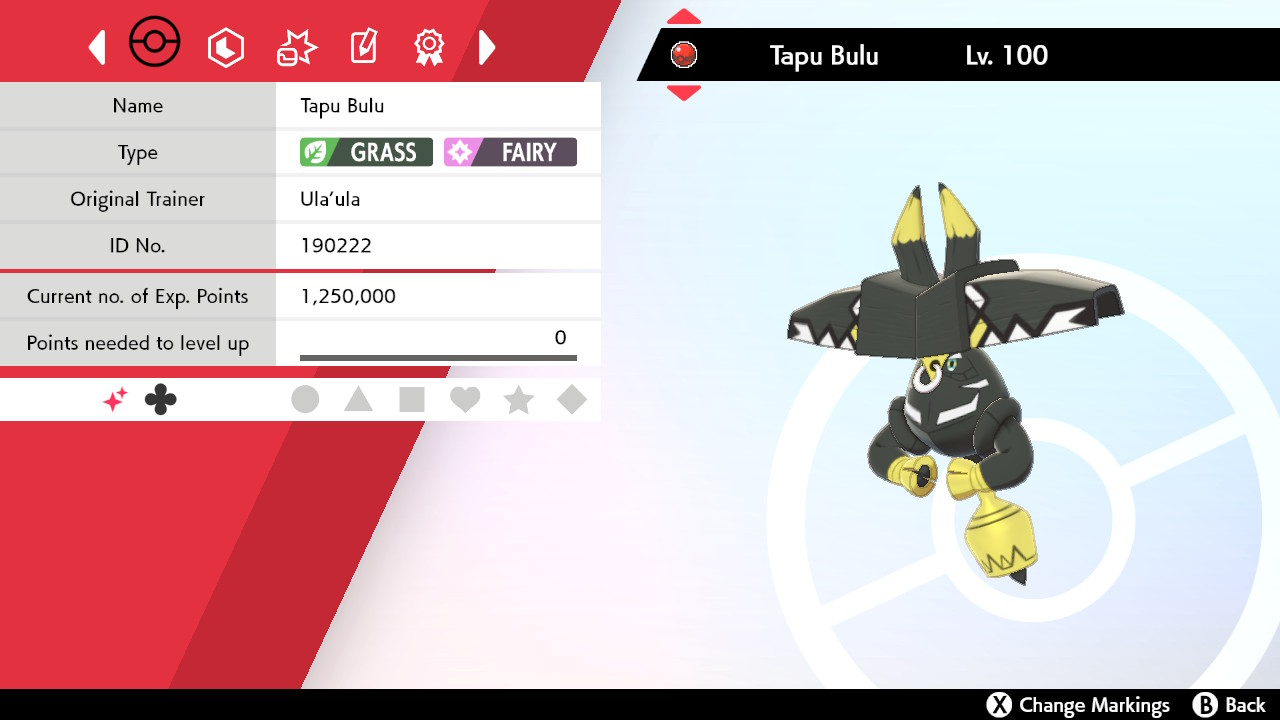 Tapu Bulu Lv. 100
Name Tapu Bulu
Type GRASS FAIRY
Original Trainer Ula'ula
ID No. 190222
Current no. of Exp. Points 1,250,000
Points needed to level up 0
X Change Markings B Back